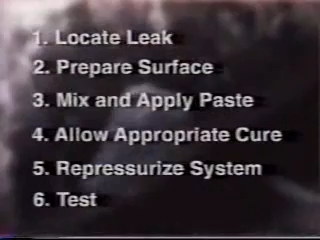 1. Locate Leak
2. Prepare Surface
3. Mix and Apply Paste
4. Allow Appropriate Cure
5. Repressurize System
6. Test